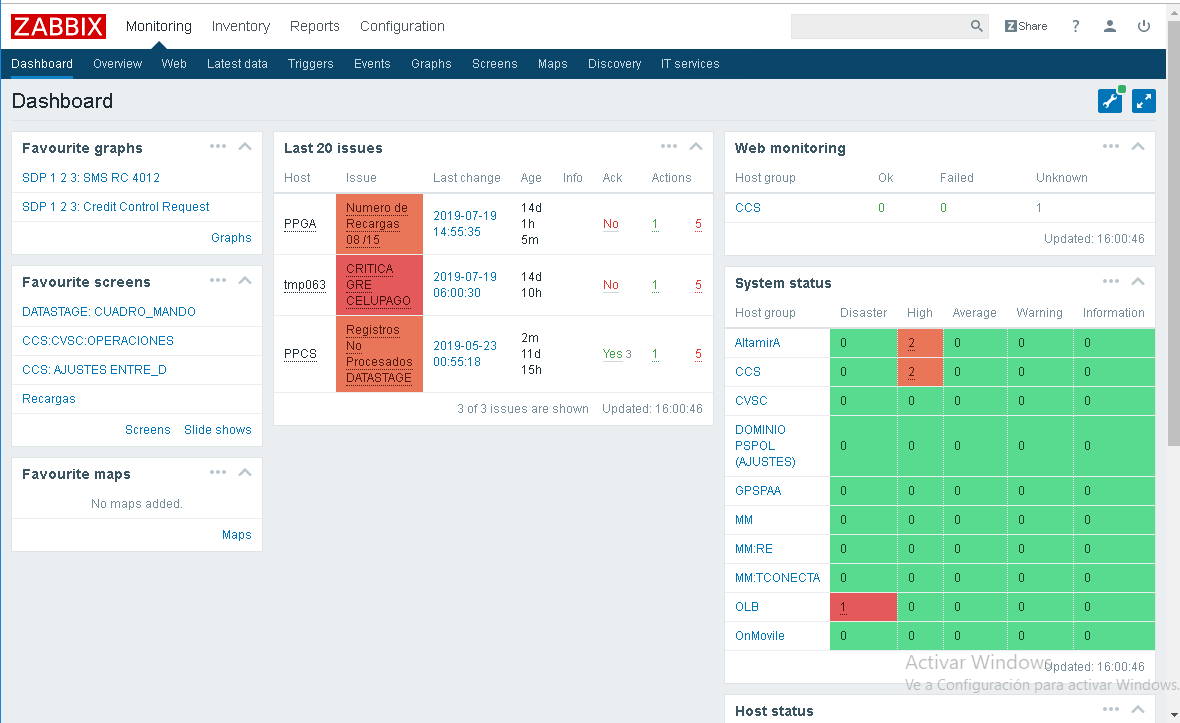 ZABBIX Monitoring Inventory Reports Configuration Z Share ?
Dashboard Overview Web Latest data Triggers Events Graphs Screens Maps Discovery IT services
Dashboard
Favourite graphs
SDP 1 2 3: SMS RC 4012
SDP 1 2 3: Credit Control Request
Graphs
Favourite screens
DATASTAGE: CUADRO_MANDO
CCS:CVSC:OPERACIONES
CCS: AJUSTES ENTRE_D
Recargas
Screens Slide shows
Favourite maps
No maps added.
Maps
Last 20 issues
Host Issue Last change Age Info Ack Actions
PPGA
Numero de
Recargas
08 /15
2019-07-19
14:55:35
14d
1h
5m
No 1 5
tmp063
CRITICA
GRE
CELUPAGO
2019-07-19
06:00:30
14d
10h
No 1 5
PPCS
Registros
No
Procesados
DATASTAGE
2019-05-23
00:55:18
2m
11d
15h
Yes 3 1 5
3 of 3 issues are shown Updated: 16:00:46
Web monitoring
Host group Ok Failed Unknown
CCS 0 0 1
Updated: 16:00:46
System status
Host group Disaster High Average Warning Information
AltamirA 0 2 0 0 0
CCS 0 2 0 0 0
CVSC 0 0 0 0 0
DOMINIO
PSPOL
(AJUSTES)
0 0 0 0 0
GPSPAA 0 0 0 0 0
MM 0 0 0 0 0
MM:RE 0 0 0 0 0
MM:TCONECTA 0 0 0 0 0
OLB 1 0 0 0 0
OnMovile 0 0 0 0 0
Updated: 16:00:46
Activar Windows
Ve a Configuración para activar Windows.
Host status